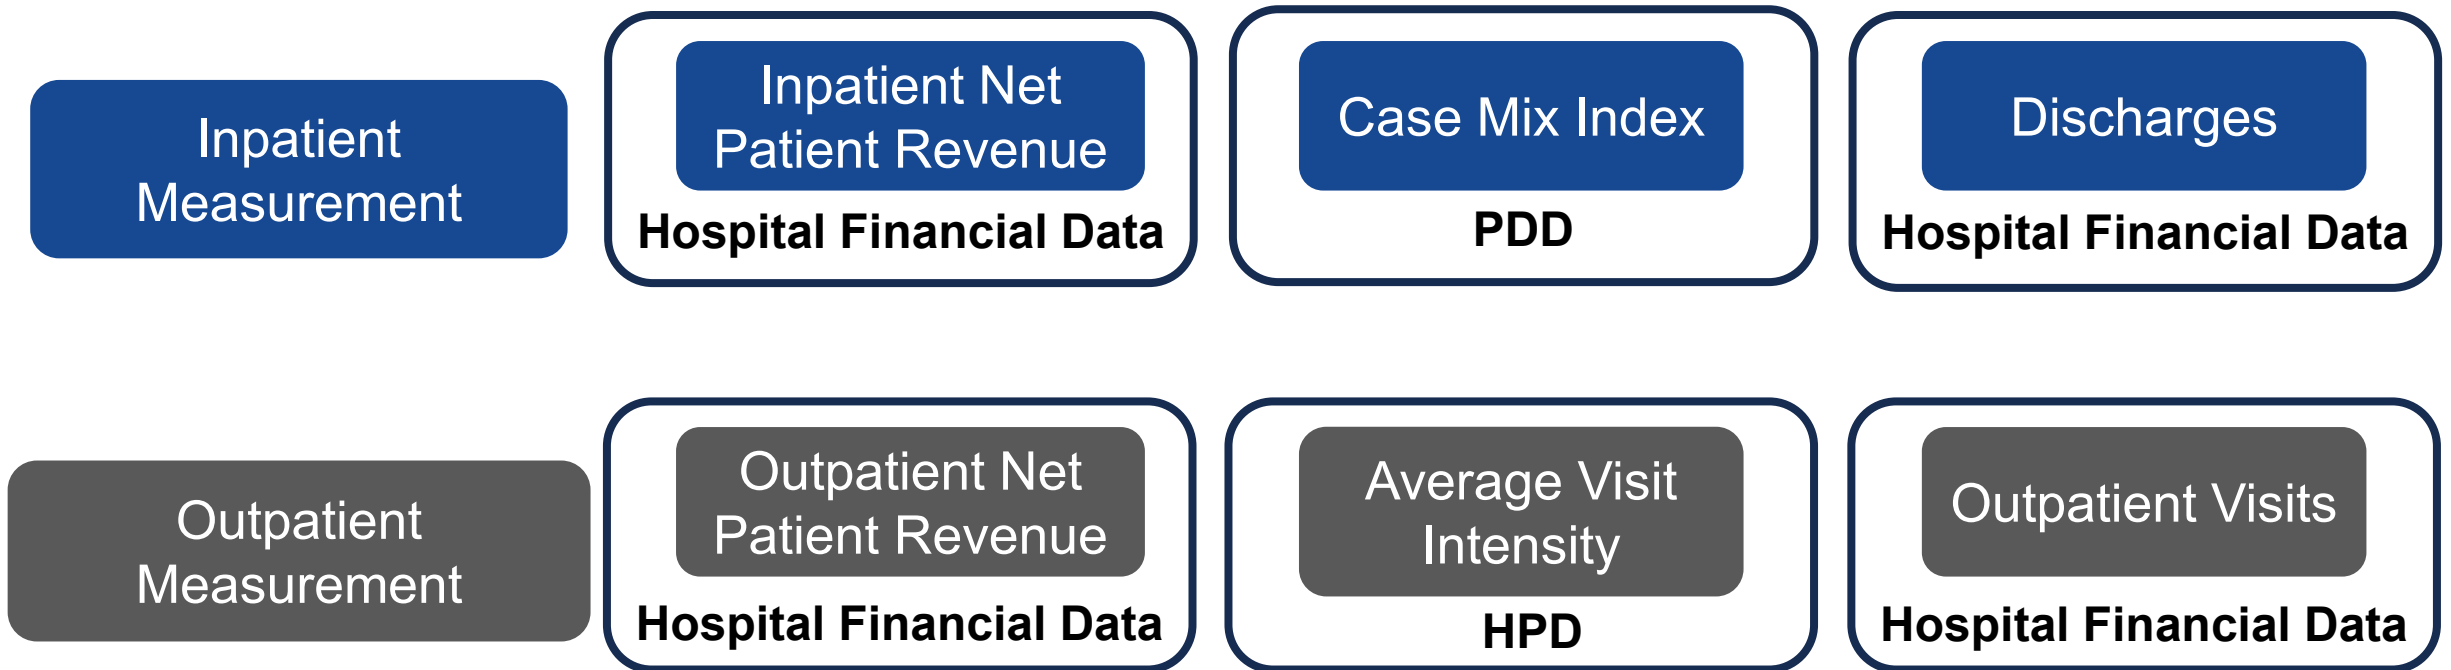 Inpatient
Measurement
Inpatient Net
Patient Revenue
Hospital Financial Data
Case Mix Index
PDD
Discharges
Hospital Financial Data
Outpatient
Measurement
Outpatient Net
Patient Revenue
Hospital Financial Data
Average Visit
Intensity
HPD
Outpatient Visits
Hospital Financial Data